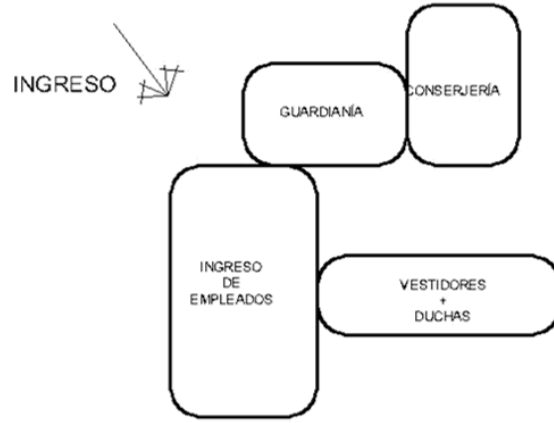 INGRESO
GUARDIANÍA
CONSERJERÍA
INGRESO
DE
EMPLEADOS
VESTIDORES
+
DUCHAS